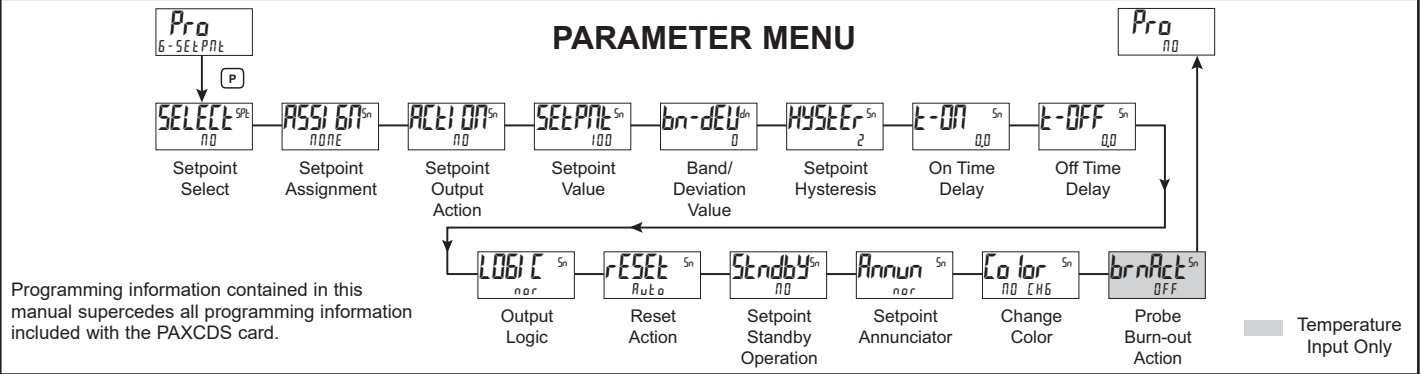 PARAMETER MENU
Pro
6-SEtPNt
P
Pro
NO
SELECt SPt
NO
ASSIGN Sn
NONE
ACtION Sn
NO
SEtPNt Sn
100
bn-dEV dn
0
HYStEr Sn
2
t-ON Sn
0.0
t-OFF Sn
0.0
Setpoint
Select
Setpoint
Assignment
Setpoint
Output
Action
Setpoint
Value
Band/
Deviation
Value
Setpoint
Hysteresis
On Time
Delay
Off Time
Delay
LOGIC Sn
nor
rESEt Sn
Auto
Stndby Sn
NO
Annun Sn
nor
Color Sn
NO CHG
brnAct Sn
OFF
Output
Logic
Reset
Action
Setpoint
Standby
Operation
Setpoint
Annunciator
Change
Color
Probe
Burn-out
Action
Programming information contained in this
manual supercedes all programming information
included with the PAXCDS card.
Temperature
Input Only